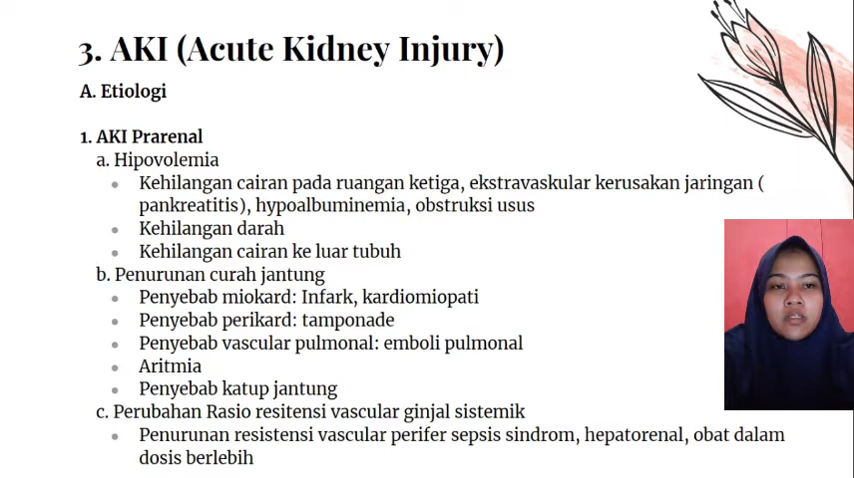 3. AKI (Acute Kidney Injury)
A. Etiologi
1. AKI Prarenal
a. Hipovolemia
Kehilangan cairan pada ruangan ketiga, ekstravaskular kerusakan jaringan (
pankreatitis), hypoalbuminemia, obstruksi usus
Kehilangan darah
Kehilangan cairan ke luar tubuh
b. Penurunan curah jantung
Penyebab miokard: Infark, kardiomiopati
Penyebab perikard: tamponade
Penyebab vascular pulmonal: emboli pulmonal
Aritmia
Penyebab katup jantung
c. Perubahan Rasio resitensi vascular ginjal sistemik
Penurunan resistensi vascular perifer sepsis sindrom, hepatorenal, obat dalam
dosis berlebih